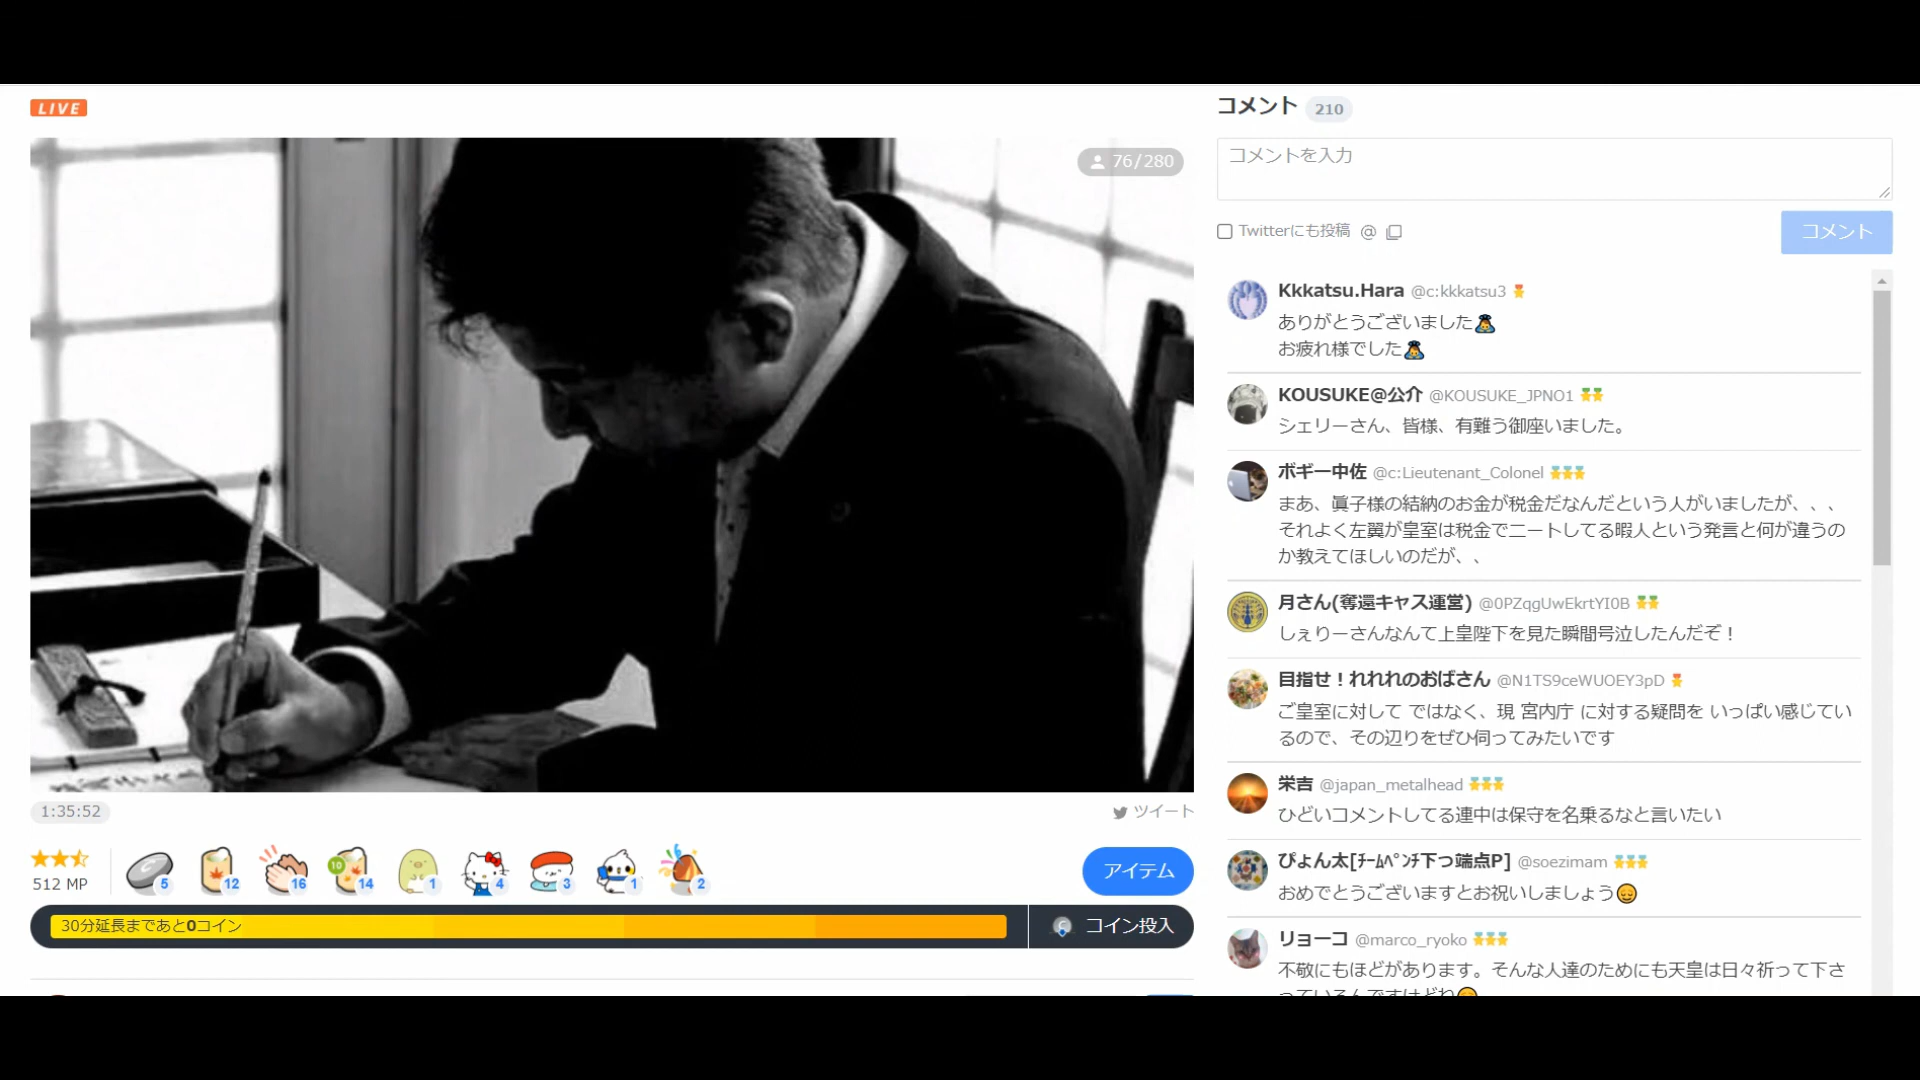 LIVE
76/280
1:35:52
ツイート
512 MP
5
12
16
10
14
1
4
3
1
2
アイテム
30分延長まであと0コイン
コイン投入
コメント 210
コメントを入力
Twitterにも投稿 @
コメント
Kkkatsu.Hara @c:kkkatsu3
ありがとうございました🙇
お疲れ様でした🙇
KOUSUKE@公介 @KOUSUKE_JPNO1
シェリーさん、皆様、有難う御座いました。
ボギー中佐 @c:Lieutenant_Colonel
まあ、眞子様の結納のお金が税金だなんだという人がいましたが、、、
それよく左翼が皇室は税金でニートしてる暇人という発言と何が違うの
か教えてほしいのだが、、
月さん(奪還キャス運営) @0PZqgUwEkrtYI0B
しぇりーさんなんて上皇陛下を見た瞬間号泣したんだぞ！
目指せ！れれれのおばさん @N1TS9ceWUOEY3pD
ご皇室に対して ではなく、現 宮内庁 に対する疑問を いっぱい感じてい
るので、その辺りをぜひ伺ってみたいです
栄吉 @japan_metalhead
ひどいコメントしてる連中は保守を名乗るなと言いたい
ぴょん太[ﾁｰﾑﾍﾟﾝﾁ下っ端点P] @soezimam
おめでとうございますとお祝いしましょう😄
リョーコ @marco_ryoko
不敬にもほどがあります。そんな人達のためにも天皇は日々祈って下さ
っているんですけどね